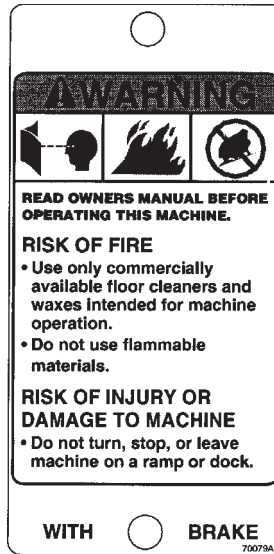 WARNING
READ OWNERS MANUAL BEFORE
OPERATING THIS MACHINE.
RISK OF FIRE
• Use only commercially
available floor cleaners and
waxes intended for machine
operation.
• Do not use flammable
materials.
RISK OF INJURY OR
DAMAGE TO MACHINE
• Do not turn, stop, or leave
machine on a ramp or dock.
WITH BRAKE
70079A